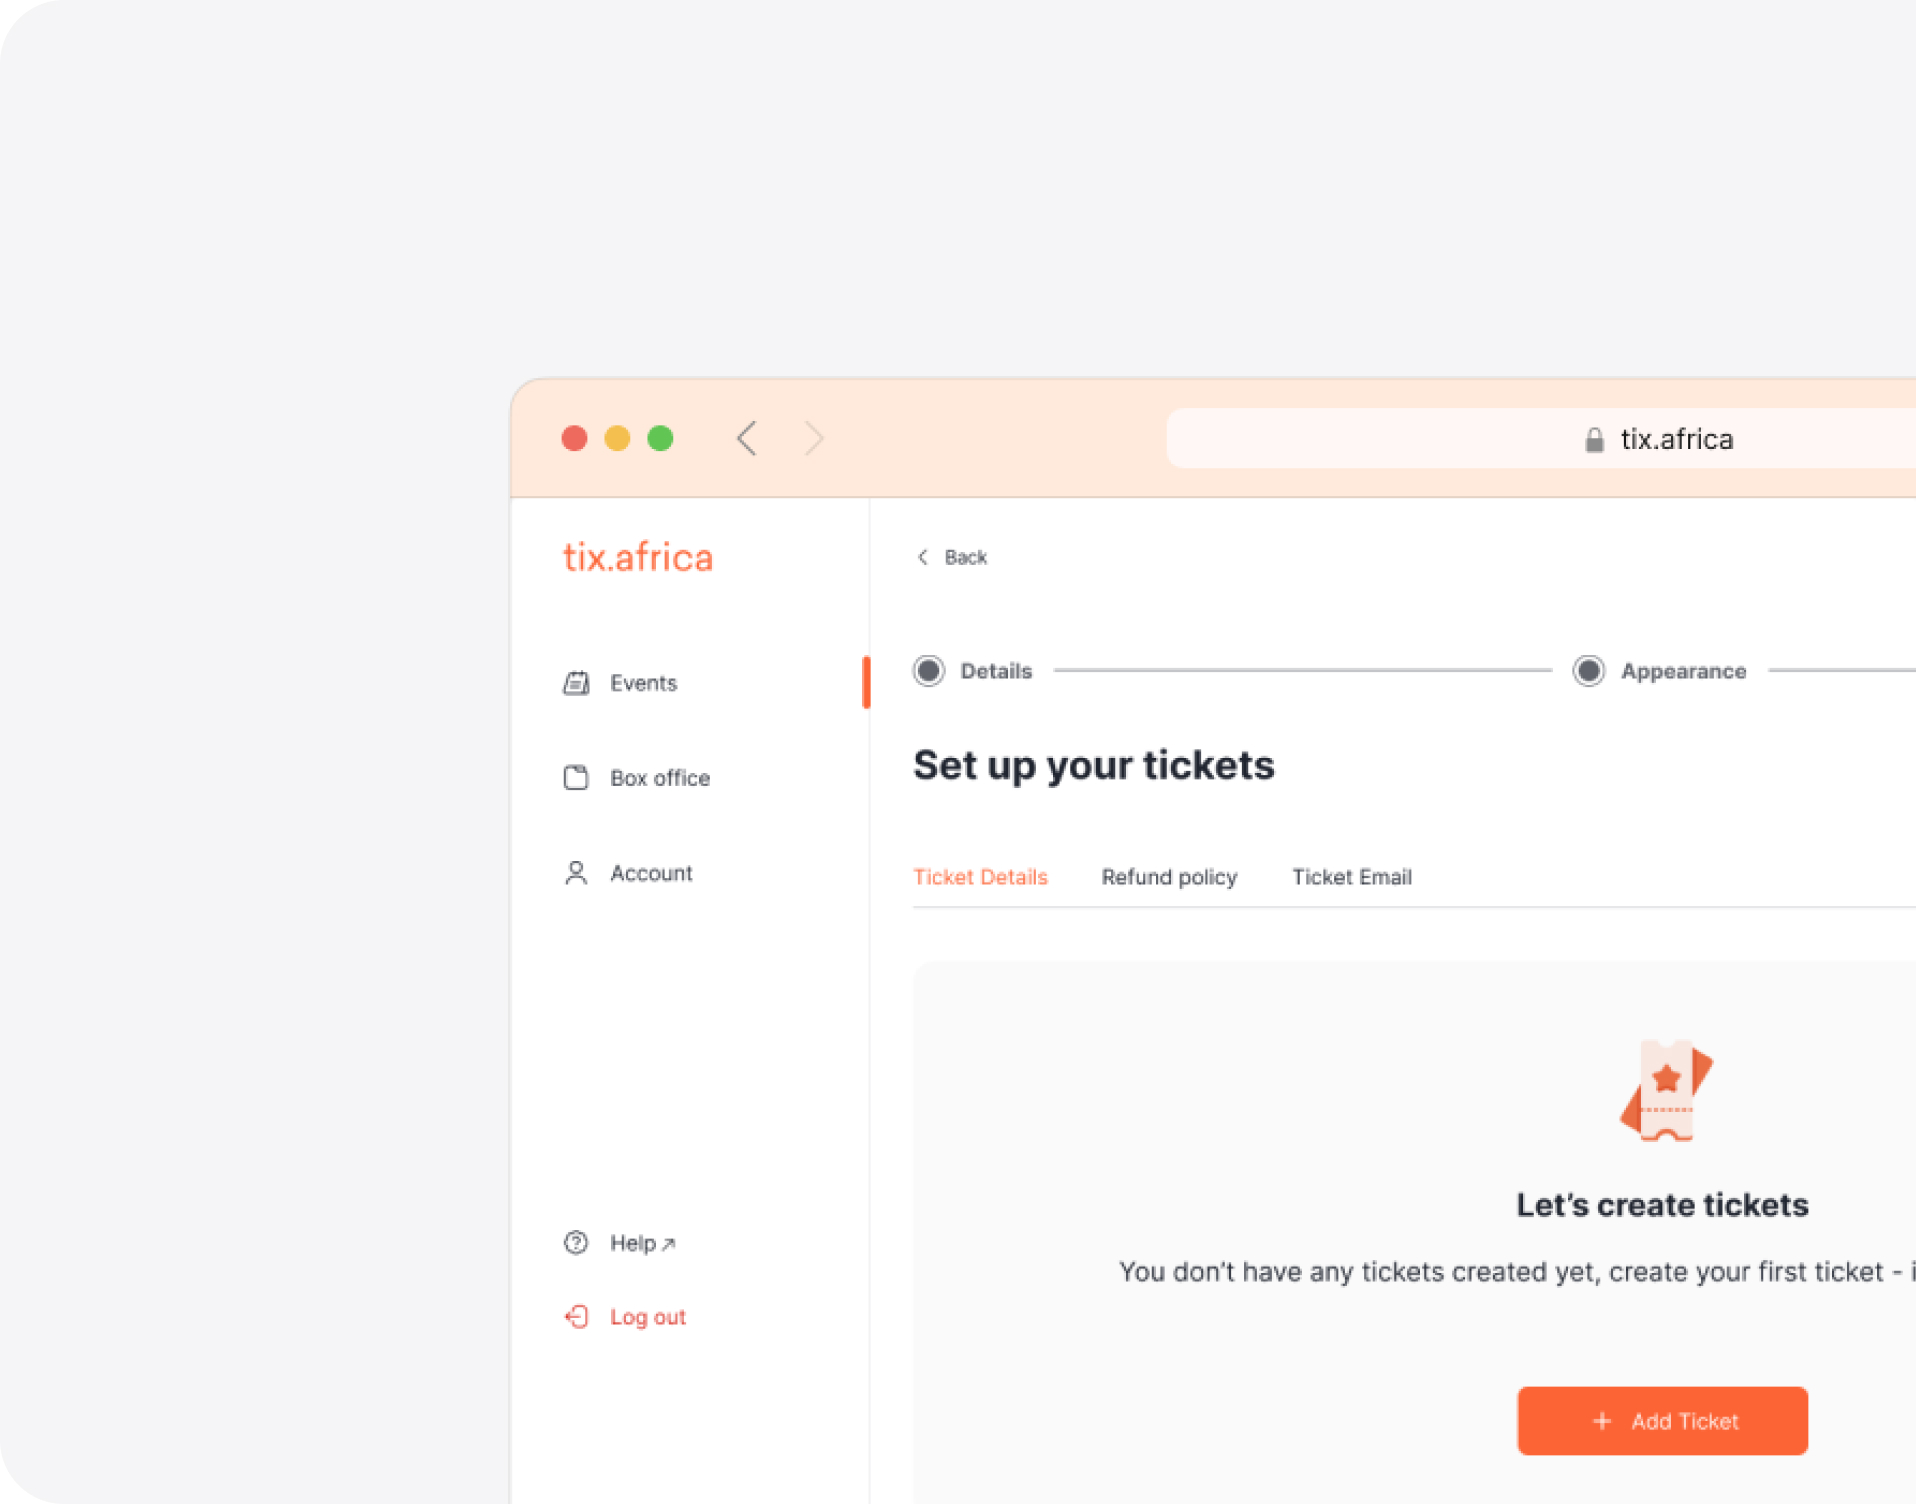 tix.africa
tix.africa
Back
Events
Details
Appearance
Set up your tickets
Box office
Account
Ticket Details
Refund policy
Ticket Email
Let's create tickets
Help
You don't have any tickets created yet, create your first ticket -
Log out
+ Add Ticket